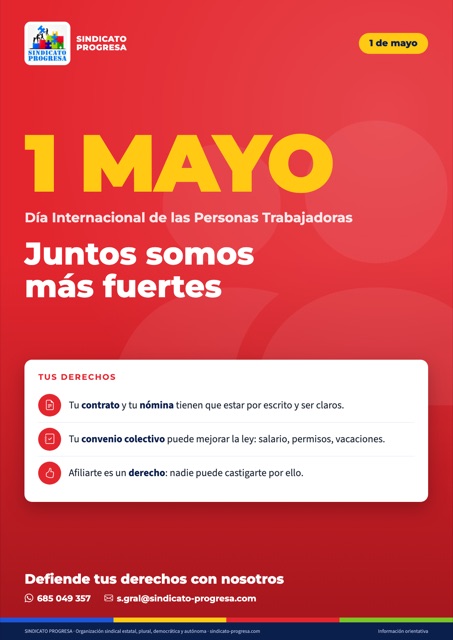 SINDICATO
PROGRESA
SINDICATO
PROGRESA
1 de mayo
1 MAYO
Día Internacional de las Personas Trabajadoras
Juntos somos
más fuertes
TUS DERECHOS
Tu contrato y tu nómina tienen que estar por escrito y ser claros.
Tu convenio colectivo puede mejorar la ley: salario, permisos, vacaciones.
Afiliarte es un derecho: nadie puede castigarte por ello.
Defiende tus derechos con nosotros
685 049 357 s.gral@sindicato-progresa.com
SINDICATO PROGRESA · Organización sindical estatal, plural, democrática y autónoma · sindicato-progresa.com Información orientativa